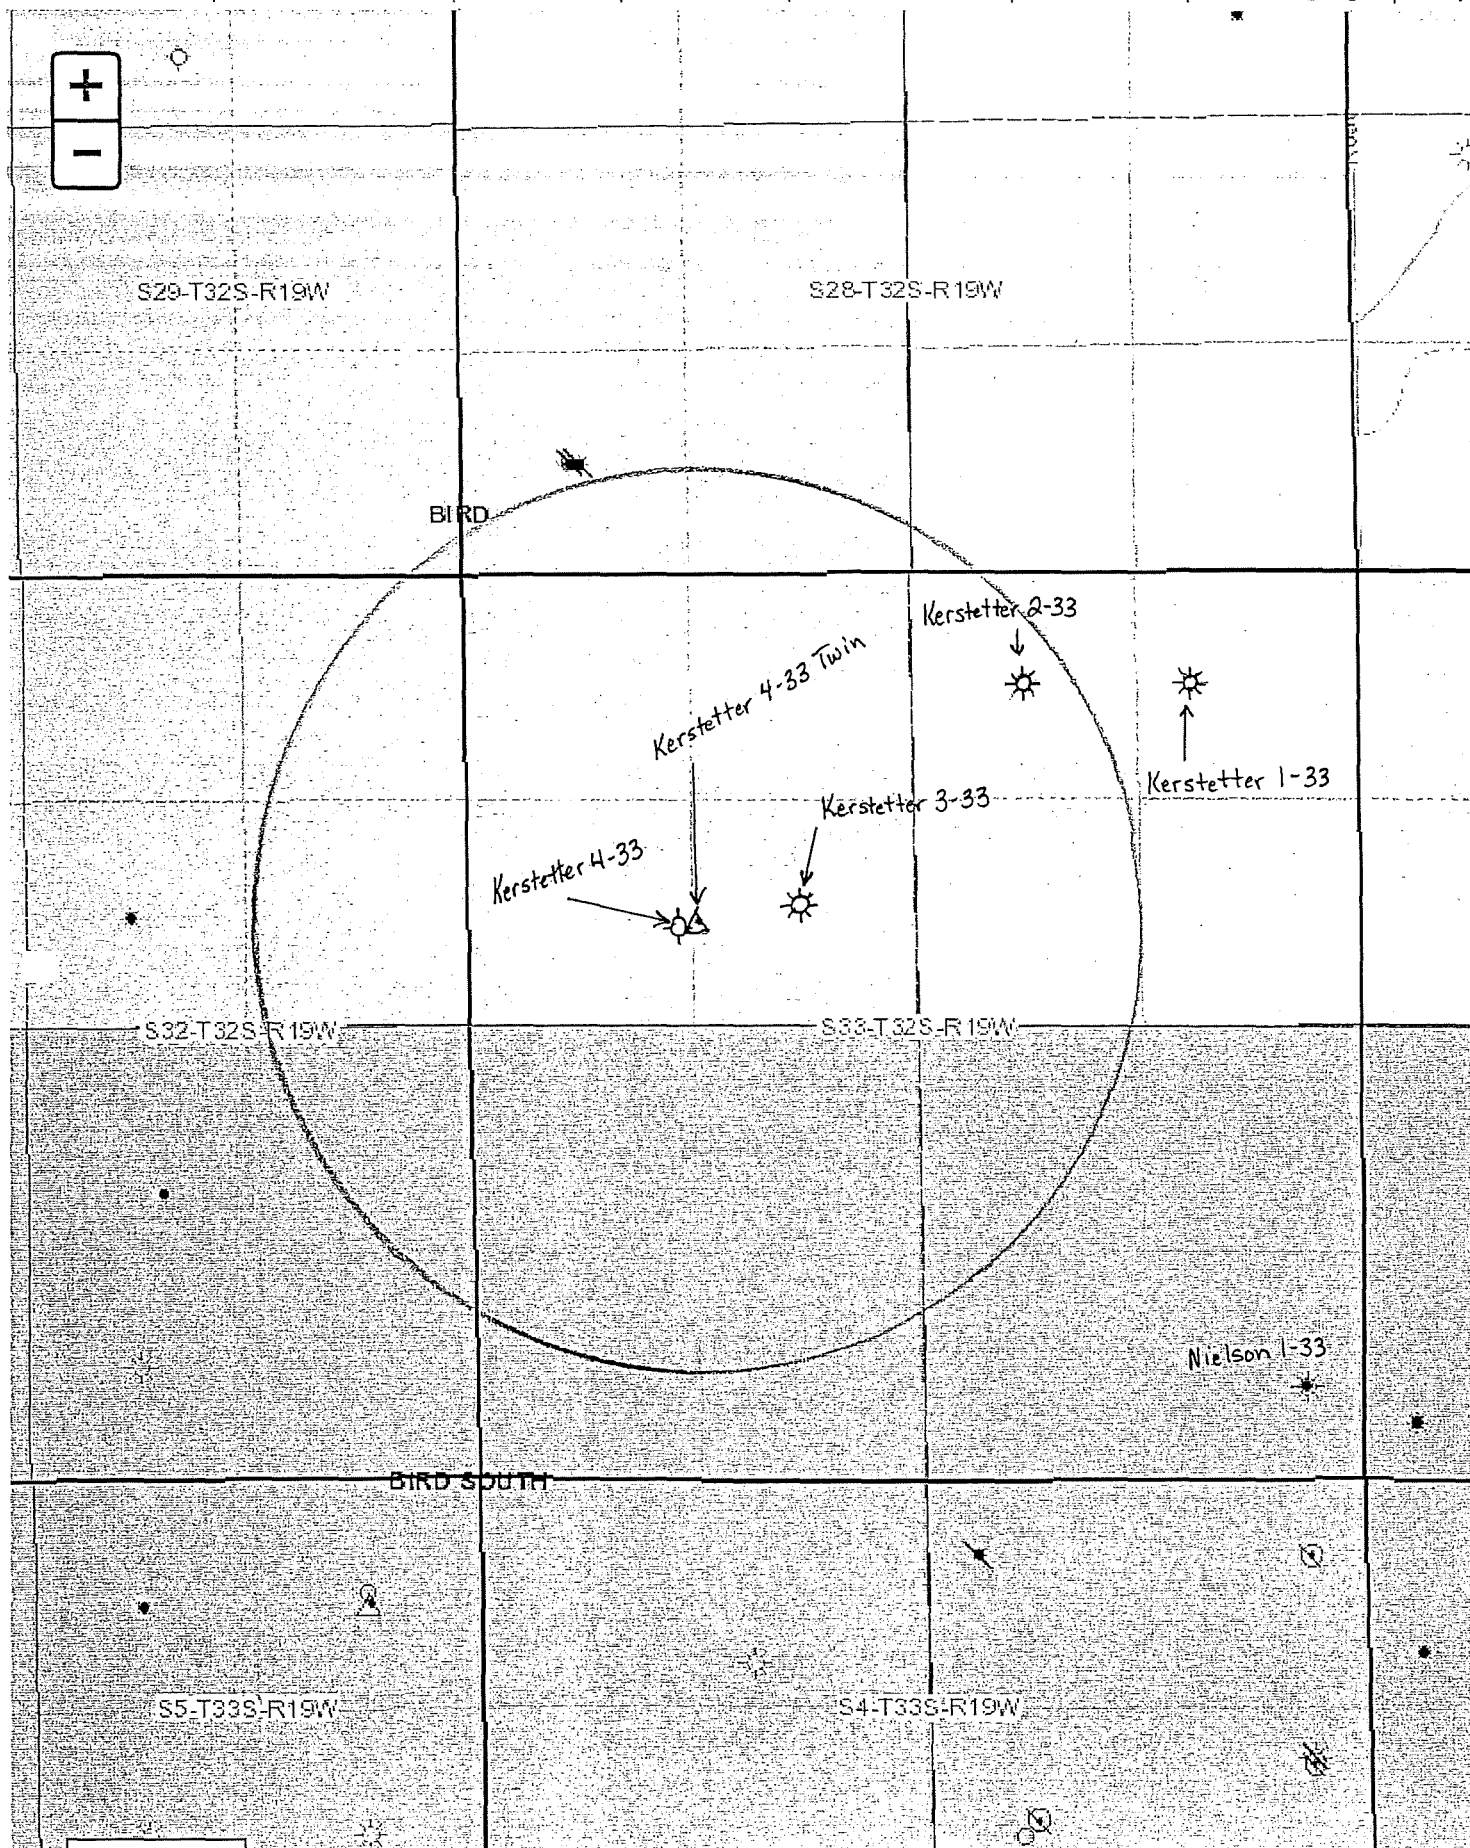 +
-
S29-T32S-R19W
S28-T32S-R19W
BIRD
Kerstetter 2-33
Kerstetter 4-33 Twin
Kerstetter 1-33
Kerstetter 3-33
Kerstetter 4-33
S32-T32S-R19W
S33-T32S-R19W
Nielson 1-33
BIRD SOUTH
S5-T33S-R19W
S4-T33S-R19W